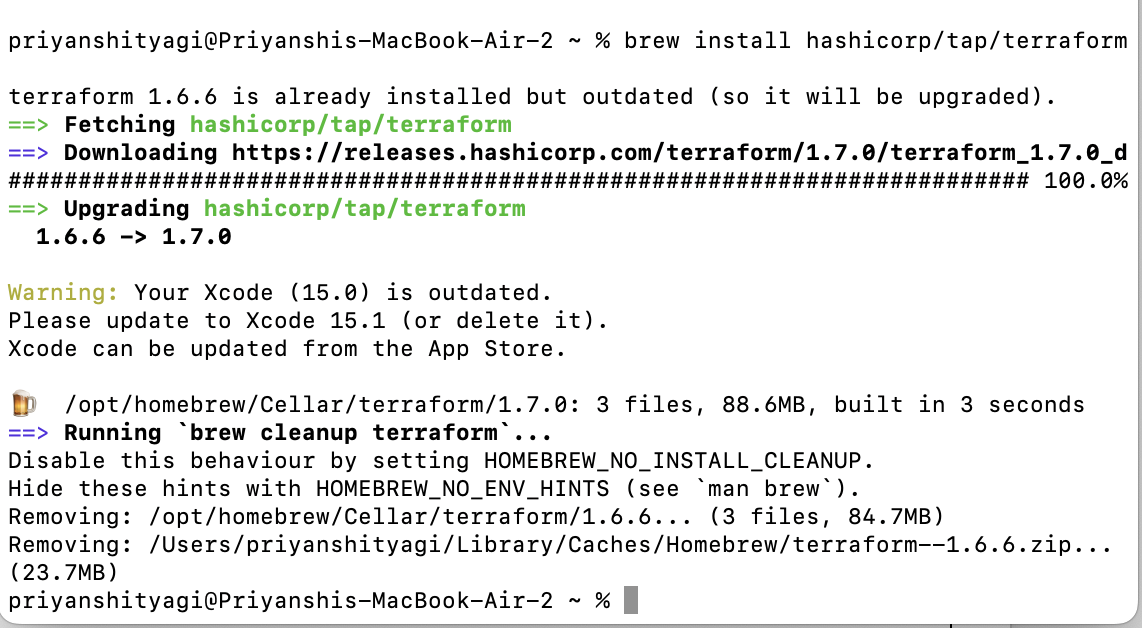 priyanshityagi@Priyanshis-MacBook-Air-2 ~ % brew install hashicorp/tap/terraform
terraform 1.6.6 is already installed but outdated (so it will be upgraded).
==> Fetching hashicorp/tap/terraform
==> Downloading https://releases.hashicorp.com/terraform/1.7.0/terraform_1.7.0_d
######################################################################### 100.0%
==> Upgrading hashicorp/tap/terraform
  1.6.6 -> 1.7.0
Warning: Your Xcode (15.0) is outdated.
Please update to Xcode 15.1 (or delete it).
Xcode can be updated from the App Store.
🍺  /opt/homebrew/Cellar/terraform/1.7.0: 3 files, 88.6MB, built in 3 seconds
==> Running `brew cleanup terraform`...
Disable this behaviour by setting HOMEBREW_NO_INSTALL_CLEANUP.
Hide these hints with HOMEBREW_NO_ENV_HINTS (see `man brew`).
Removing: /opt/homebrew/Cellar/terraform/1.6.6... (3 files, 84.7MB)
Removing: /Users/priyanshityagi/Library/Caches/Homebrew/terraform--1.6.6.zip...
(23.7MB)
priyanshityagi@Priyanshis-MacBook-Air-2 ~ %